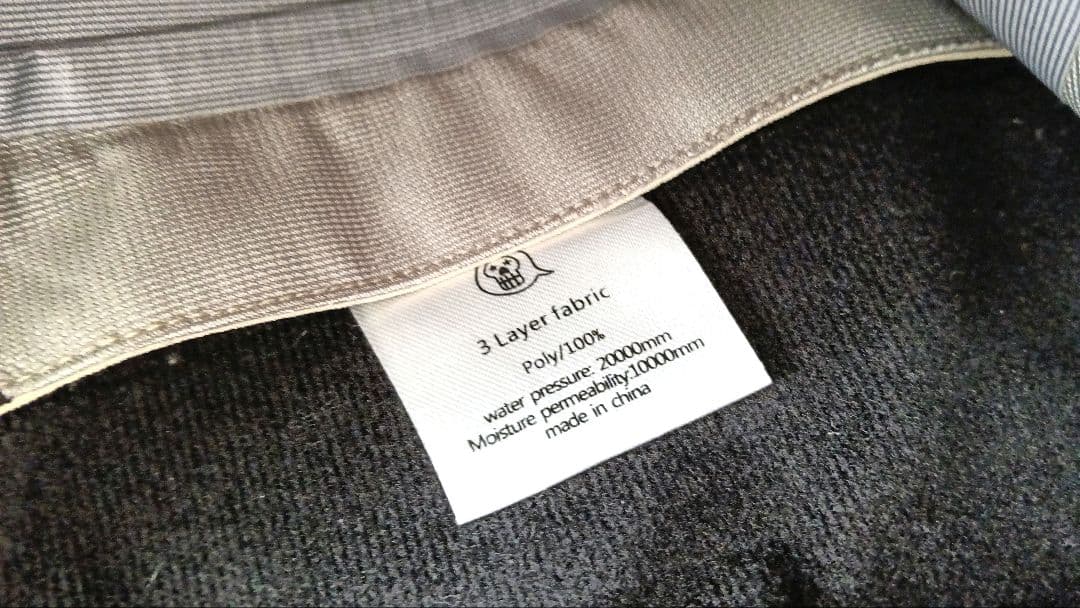 3 Layer fabric
Poly/100%
water pressure: 20000mm
Moisture permeability:10000mm
made in china